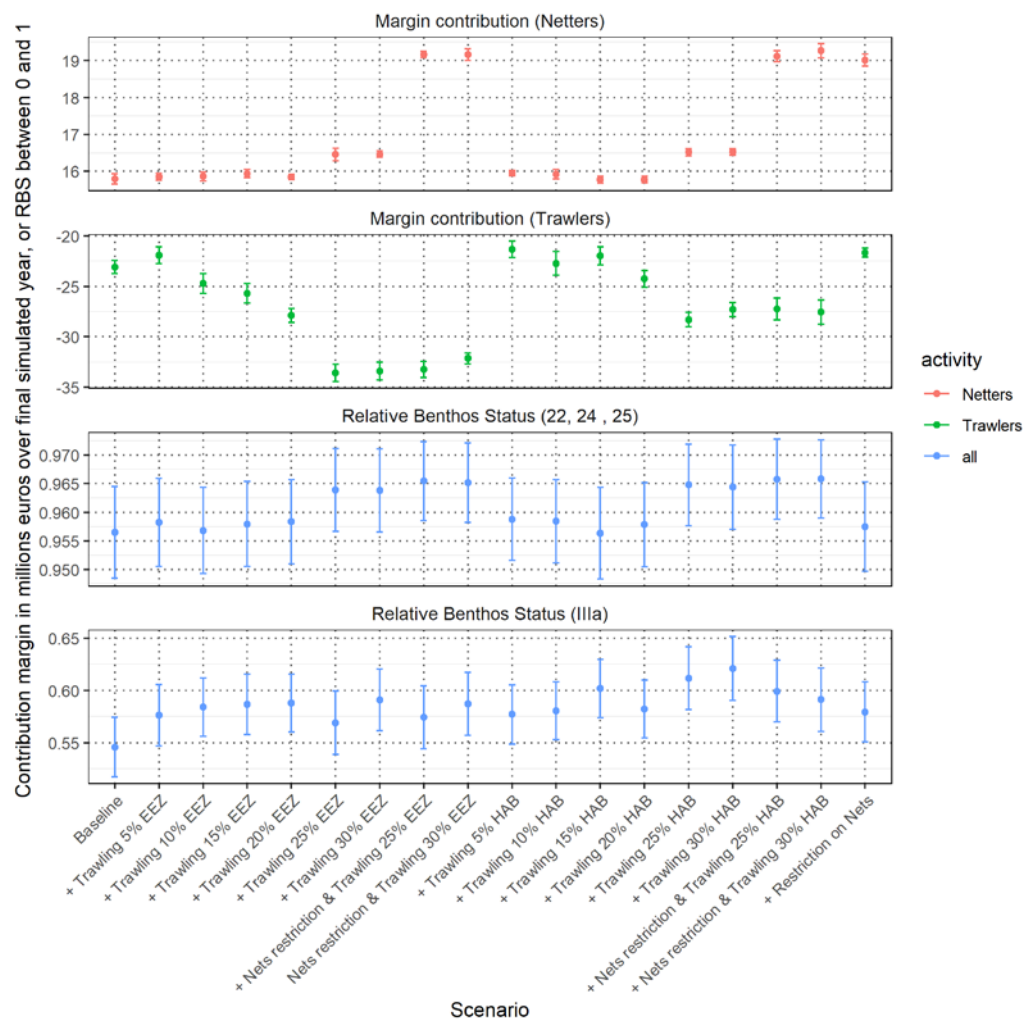 Contribution margin in millions euros over final simulated year, or RBS between 0 and 1
Margin contribution (Netters)
19
18
17
16
Margin contribution (Trawlers)
-20
-25
-30
-35
Relative Benthos Status (22, 24 , 25)
0.970
0.965
0.960
0.955
0.950
Relative Benthos Status (IIIa)
0.65
0.60
0.55
Baseline
+ Trawling 5% EEZ
+ Trawling 10% EEZ
+ Trawling 15% EEZ
+ Trawling 20% EEZ
+ Trawling 25% EEZ
+ Trawling 30% EEZ
+ Nets restriction & Trawling 25% EEZ
Nets restriction & Trawling 30% EEZ
+ Trawling 5% HAB
+ Trawling 10% HAB
+ Trawling 15% HAB
+ Trawling 20% HAB
+ Trawling 25% HAB
+ Trawling 30% HAB
+ Nets restriction & Trawling 25% HAB
+ Nets restriction & Trawling 30% HAB
+ Restriction on Nets
Scenario
activity
Netters
Trawlers
all